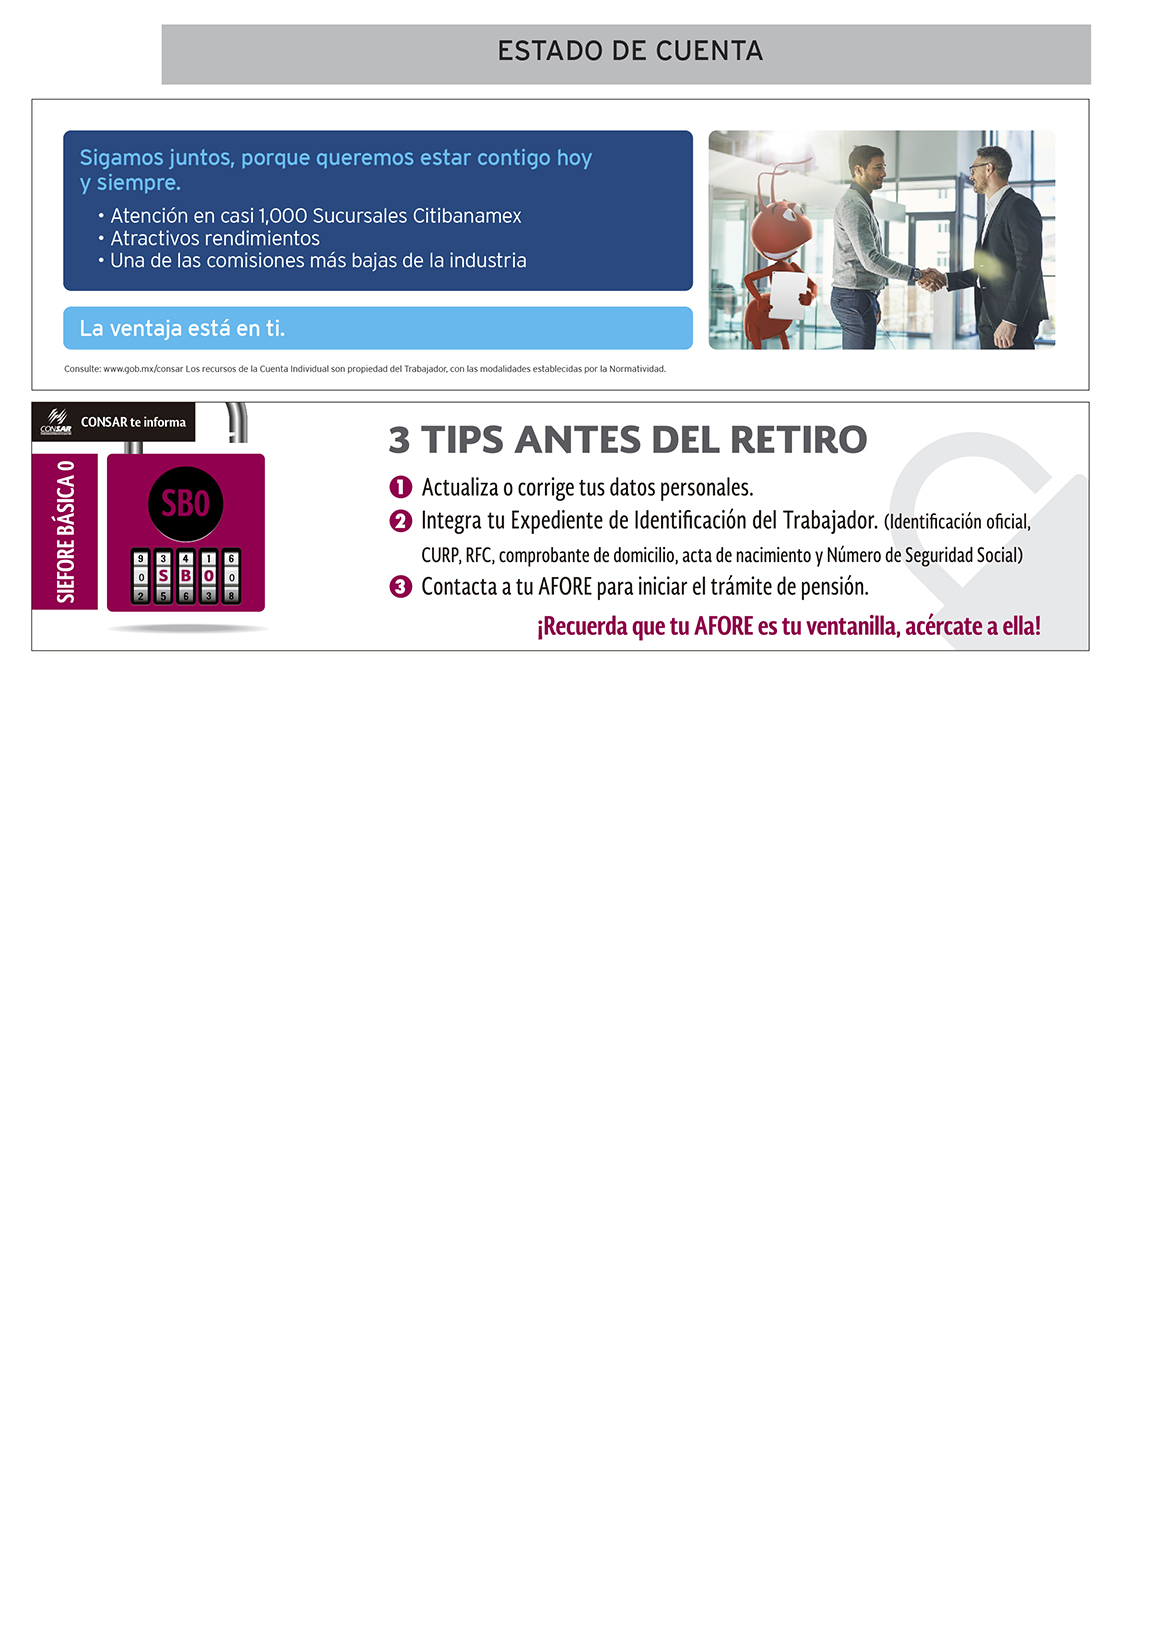 ESTADO DE CUENTA
Sigamos juntos, porque queremos estar contigo hoy
y siempre.
• Atención en casi 1,000 Sucursales Citibanamex
• Atractivos rendimientos
• Una de las comisiones más bajas de la industria
La ventaja está en ti.
Consulte: www.gob.mx/consar Los recursos de la Cuenta Individual son propiedad del Trabajador, con las modalidades establecidas por la Normatividad.
CONSAR
CONSAR te informa
SIEFORE BÁSICA 0
SB0
9 3 4 1 6
0 S B 0 0
2 5 6 3 8
3 TIPS ANTES DEL RETIRO
1 Actualiza o corrige tus datos personales.
2 Integra tu Expediente de Identificación del Trabajador. (Identificación oficial,
CURP, RFC, comprobante de domicilio, acta de nacimiento y Número de Seguridad Social)
3 Contacta a tu AFORE para iniciar el trámite de pensión.
¡Recuerda que tu AFORE es tu ventanilla, acércate a ella!